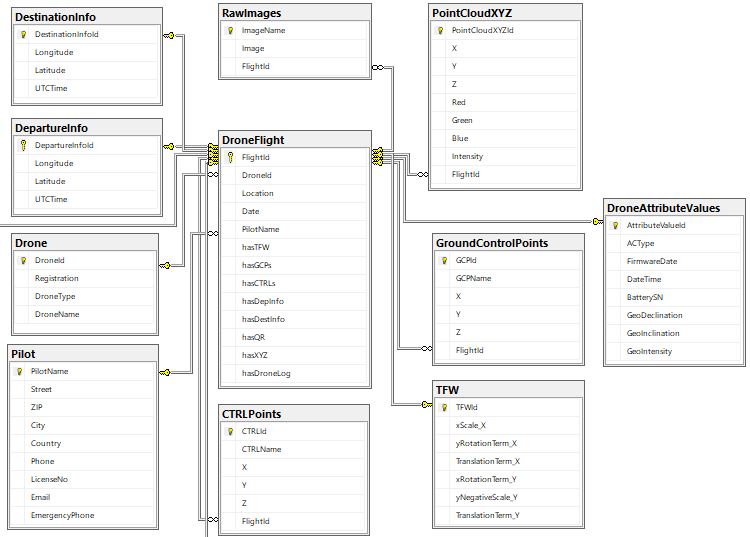 DestinationInfo
DestinationInfoId
Longitude
Latitude
UTCTime
DepartureInfo
DepartureInfoId
Longitude
Latitude
UTCTime
Drone
DroneId
Registration
DroneType
DroneName
Pilot
PilotName
Street
ZIP
City
Country
Phone
LicenseNo
Email
EmergencyPhone
RawImages
ImageName
Image
FlightId
DroneFlight
FlightId
DroneId
Location
Date
PilotName
hasTFW
hasGCPs
hasCTRLs
hasDepInfo
hasDestInfo
hasQR
hasXYZ
hasDroneLog
CTRLPoints
CTRLId
CTRLName
X
Y
Z
FlightId
PointCloudXYZ
PointCloudXYZId
X
Y
Z
Red
Green
Blue
Intensity
FlightId
GroundControlPoints
GCPId
GCPName
X
Y
Z
FlightId
TFW
TFWId
xScale_X
yRotationTerm_X
TranslationTerm_X
xRotationTerm_Y
yNegativeScale_Y
TranslationTerm_Y
DroneAttributeValues
AttributeValueId
ACType
FirmwareDate
DateTime
BatterySN
GeoDeclination
GeoInclination
GeoIntensity